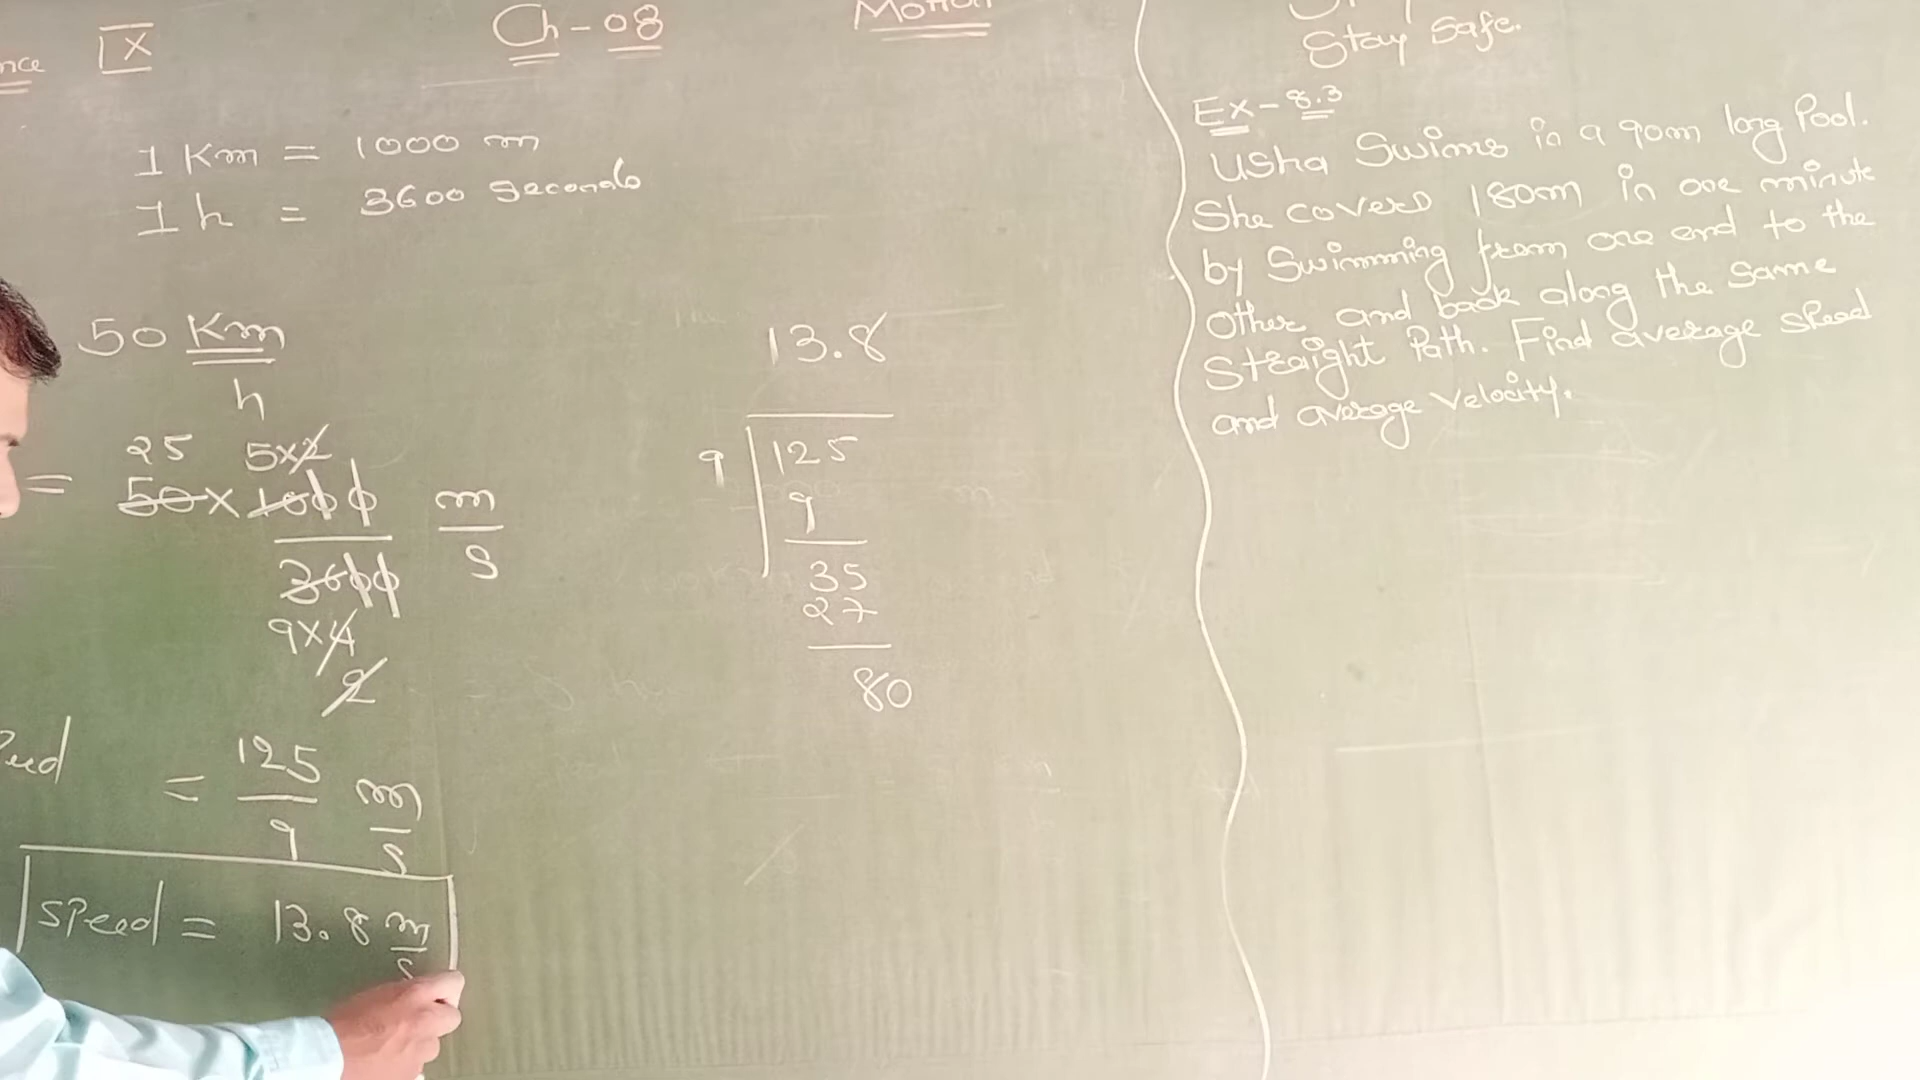 IX
Ch-08
Motion
1 Km = 1000 m
1 h = 3600 seconds
50 Km
h
25 5x2
= 50x1000 m
3600 s
9x4
2
= 125 m
9 s
speed = 13.8 m
s
13.8
9 125
9
35
27
80
Stay safe.
Ex-8.3
Usha Swims in a 90m long Pool.
She covers 180m in one minute
by Swimming from one end to the
other and back along the same
straight Path. Find average speed
and average velocity.